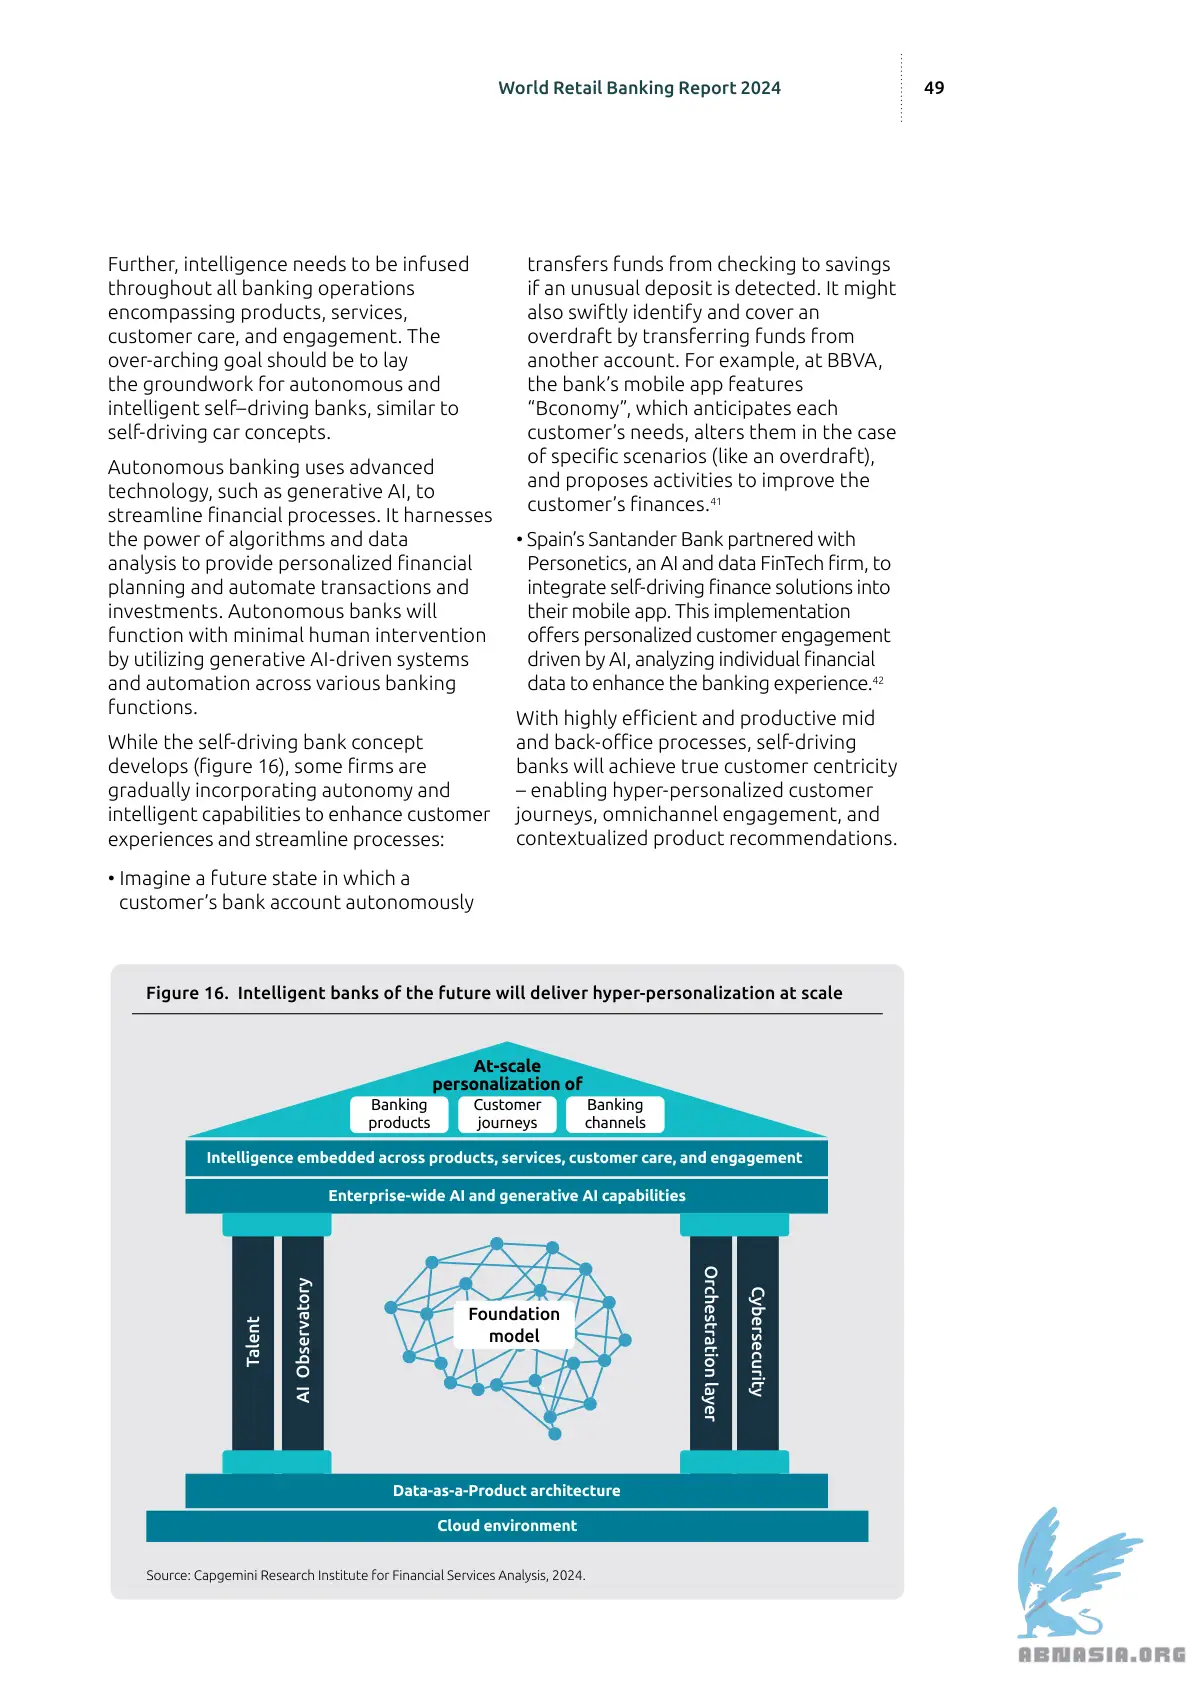 World Retail Banking Report 2024
49
Further, intelligence needs to be infused
throughout all banking operations
encompassing products, services,
customer care, and engagement. The
over-arching goal should be to lay
the groundwork for autonomous and
intelligent self–driving banks, similar to
self-driving car concepts.
Autonomous banking uses advanced
technology, such as generative AI, to
streamline financial processes. It harnesses
the power of algorithms and data
analysis to provide personalized financial
planning and automate transactions and
investments. Autonomous banks will
function with minimal human intervention
by utilizing generative AI-driven systems
and automation across various banking
functions.
While the self-driving bank concept
develops (figure 16), some firms are
gradually incorporating autonomy and
intelligent capabilities to enhance customer
experiences and streamline processes:
• Imagine a future state in which a
customer’s bank account autonomously
transfers funds from checking to savings
if an unusual deposit is detected. It might
also swiftly identify and cover an
overdraft by transferring funds from
another account. For example, at BBVA,
the bank’s mobile app features
“Bconomy”, which anticipates each
customer’s needs, alters them in the case
of specific scenarios (like an overdraft),
and proposes activities to improve the
customer’s finances.41
• Spain’s Santander Bank partnered with
Personetics, an AI and data FinTech firm, to
integrate self-driving finance solutions into
their mobile app. This implementation
offers personalized customer engagement
driven by AI, analyzing individual financial
data to enhance the banking experience.42
With highly efficient and productive mid
and back-office processes, self-driving
banks will achieve true customer centricity
– enabling hyper-personalized customer
journeys, omnichannel engagement, and
contextualized product recommendations.
Figure 16. Intelligent banks of the future will deliver hyper-personalization at scale
At-scale
personalization of
Banking
products
Customer
journeys
Banking
channels
Intelligence embedded across products, services, customer care, and engagement
Enterprise-wide AI and generative AI capabilities
Talent
AI Observatory
Foundation
model
Orchestration layer
Cybersecurity
Data-as-a-Product architecture
Cloud environment
Source: Capgemini Research Institute for Financial Services Analysis, 2024.
ABNASIA.ORG